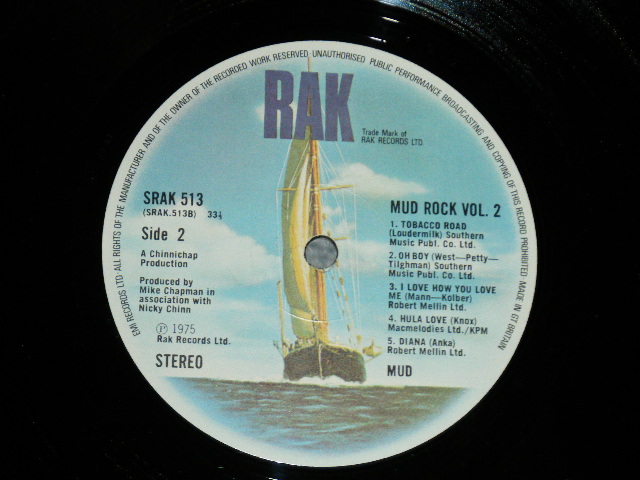 EMI RECORDS LTD· ALL RIGHTS OF THE MANUFACTURER AND OF THE OWNER OF THE RECORDED WORK RESERVED·UNAUTHORISED PUBLIC PERFORMANCE BROADCASTING AND COPYING OF THIS RECORD PROHIBITED MADE IN GT BRITAIN
RAK
Trade Mark of
RAK RECORDS LTD.
SRAK 513
(SRAK.513B) 33⅓
Side 2
A Chinnichap
Production
Produced by
Mike Chapman in
association with
Nicky Chinn
℗ 1975
Rak Records Ltd.
STEREO
MUD ROCK VOL. 2
1. TOBACCO ROAD
(Loudermilk) Southern
Music Publ. Co. Ltd.
2. OH BOY (West—Petty—
Tilghman) Southern
Music Publ. Co. Ltd.
3. I LOVE HOW YOU LOVE
ME (Mann—Kolber)
Robert Mellin Ltd.
4. HULA LOVE (Knox)
Macmelodies Ltd./KPM
5. DIANA (Anka)
Robert Mellin Ltd.
MUD